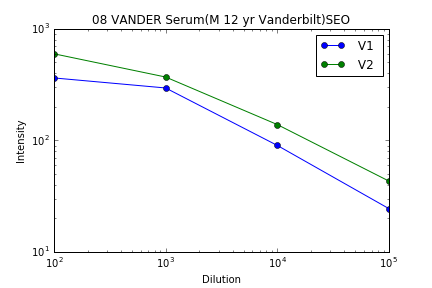 08 VANDER Serum(M 12 yr Vanderbilt)SEO
10³
V1
V2
10²
Intensity
10¹
10² 10³ 10⁴ 10⁵
Dilution